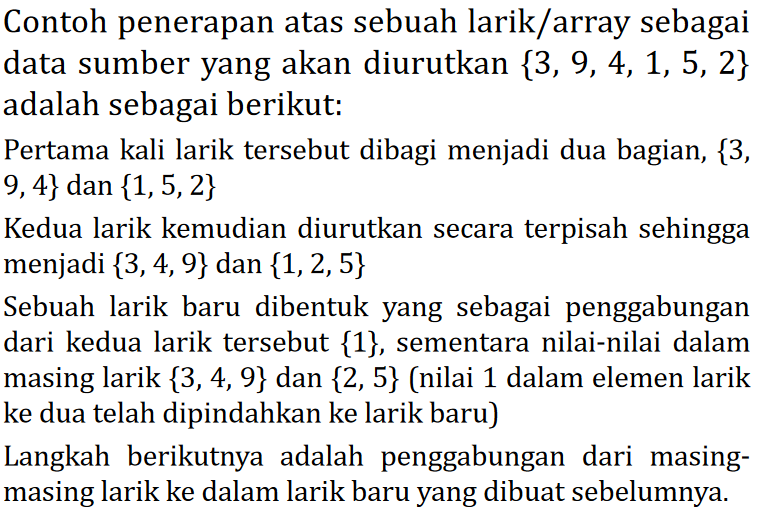 Contoh penerapan atas sebuah larik/array sebagai
data sumber yang akan diurutkan {3, 9, 4, 1, 5, 2}
adalah sebagai berikut:
Pertama kali larik tersebut dibagi menjadi dua bagian, {3,
9, 4} dan {1, 5, 2}
Kedua larik kemudian diurutkan secara terpisah sehingga
menjadi {3, 4, 9} dan {1, 2, 5}
Sebuah larik baru dibentuk yang sebagai penggabungan
dari kedua larik tersebut {1}, sementara nilai-nilai dalam
masing larik {3, 4, 9} dan {2, 5} (nilai 1 dalam elemen larik
ke dua telah dipindahkan ke larik baru)
Langkah berikutnya adalah penggabungan dari masing-
masing larik ke dalam larik baru yang dibuat sebelumnya.